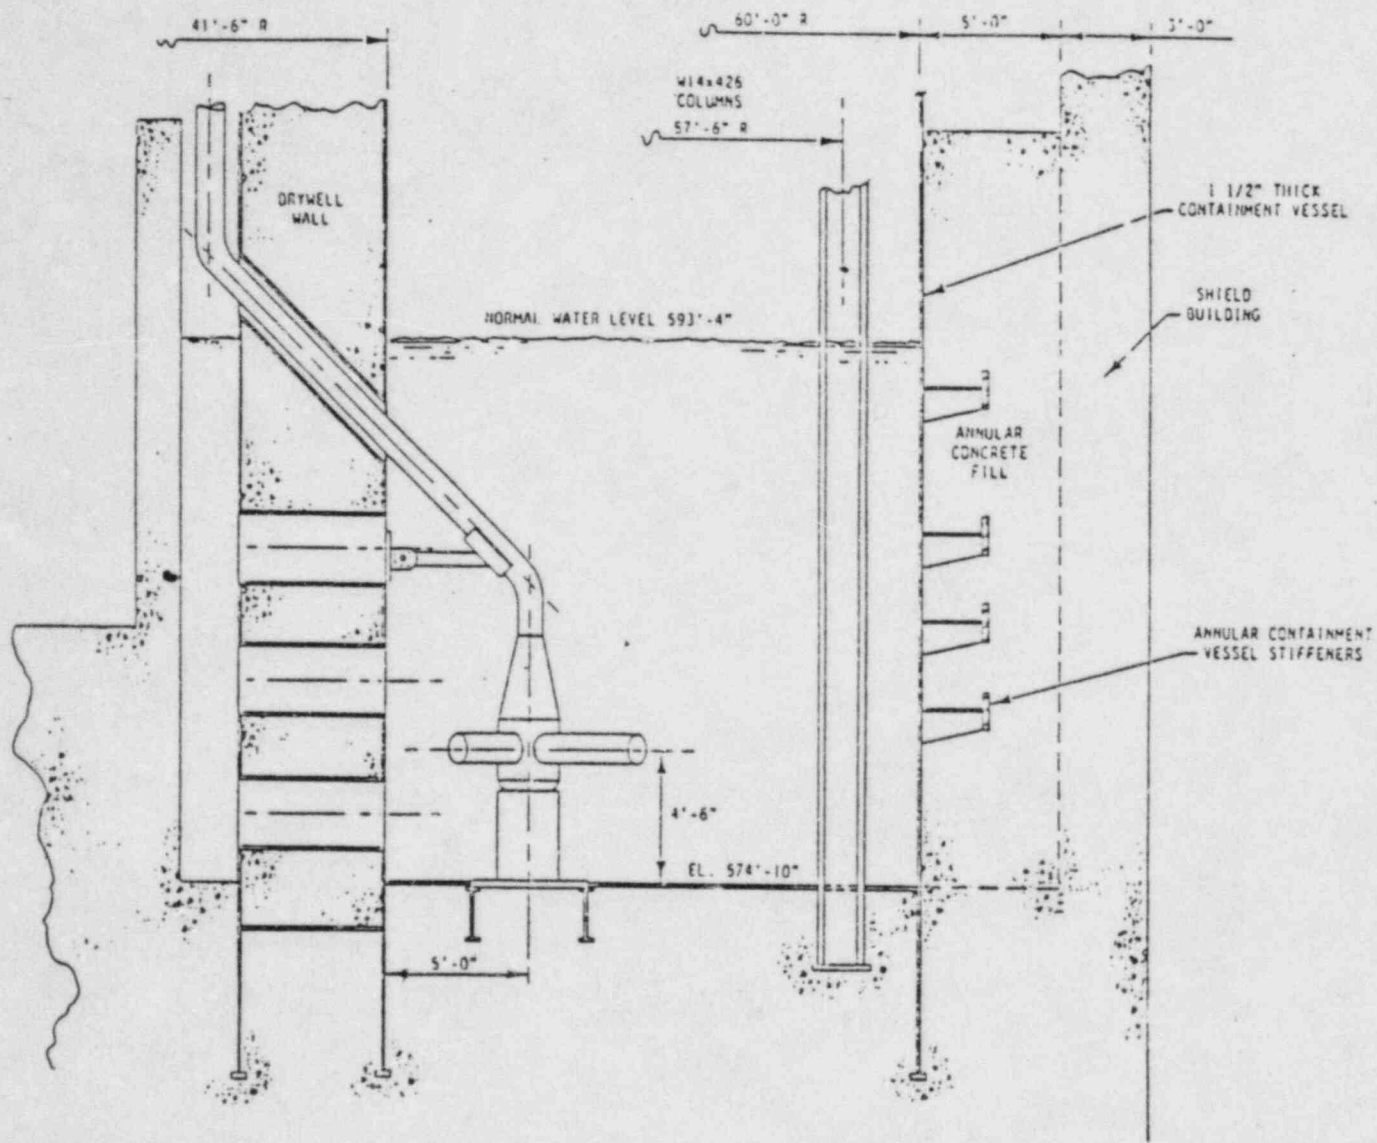 41'-6" R
60'-0" R
5'-0"
3'-0"
W14x426
COLUMNS
57'-6" R
DRYWELL
WALL
1 1/2" THICK
CONTAINMENT VESSEL
SHIELD
BUILDING
NORMAL WATER LEVEL 593'-4"
ANNULAR
CONCRETE
FILL
ANNULAR CONTAINMENT
VESSEL STIFFENERS
4'-6"
EL. 574'-10"
5'-0"